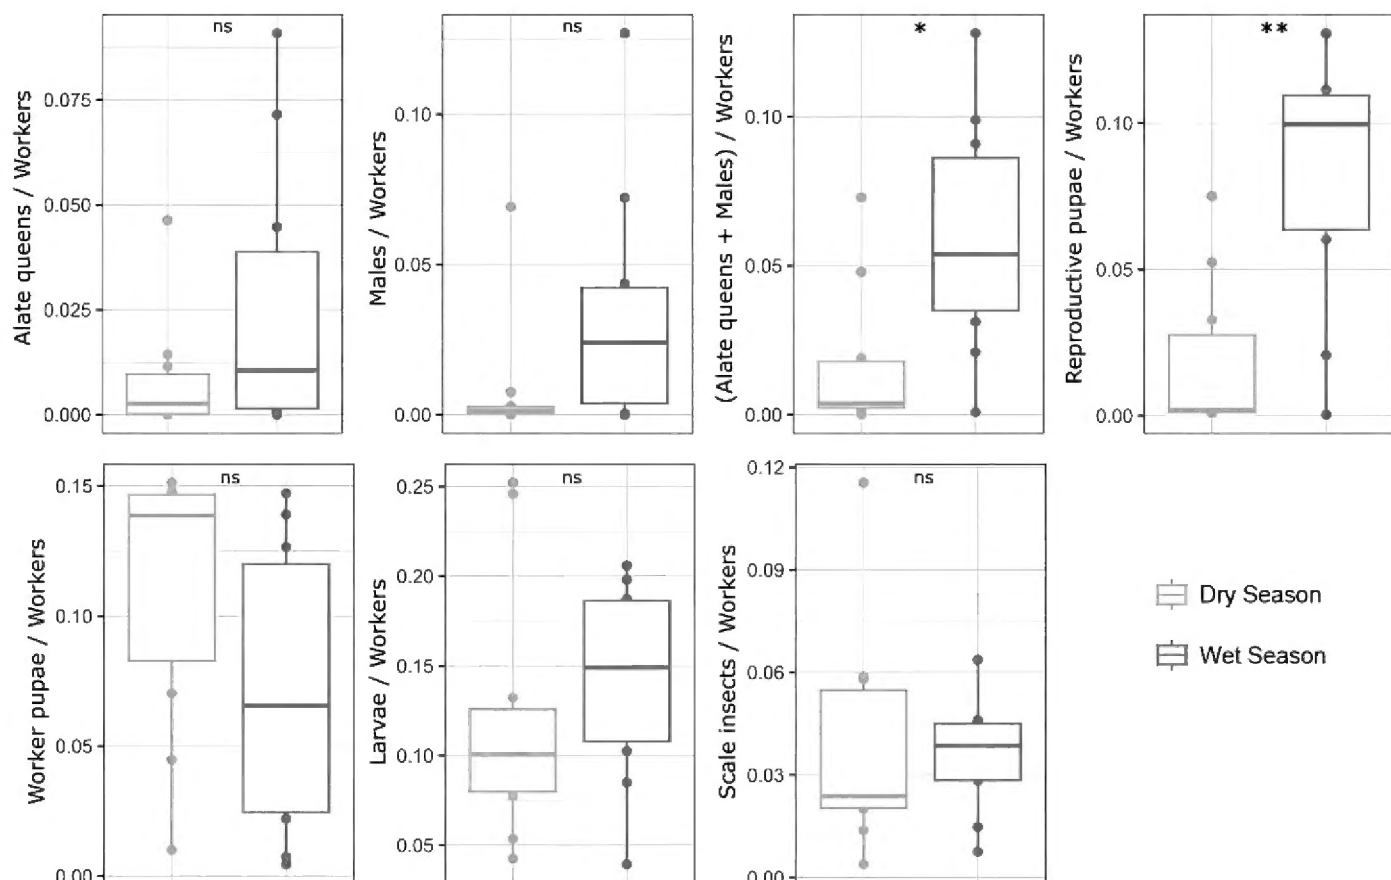 ns
Alate queens / Workers
0.075
0.050
0.025
0.000
ns
Males / Workers
0.10
0.05
0.00
*
(Alate queens + Males) / Workers
0.10
0.05
0.00
**
Reproductive pupae / Workers
0.10
0.05
0.00
ns
Worker pupae / Workers
0.15
0.10
0.05
0.00
ns
Larvae / Workers
0.25
0.20
0.15
0.10
0.05
ns
Scale insects / Workers
0.12
0.09
0.06
0.03
0.00
Dry Season
Wet Season